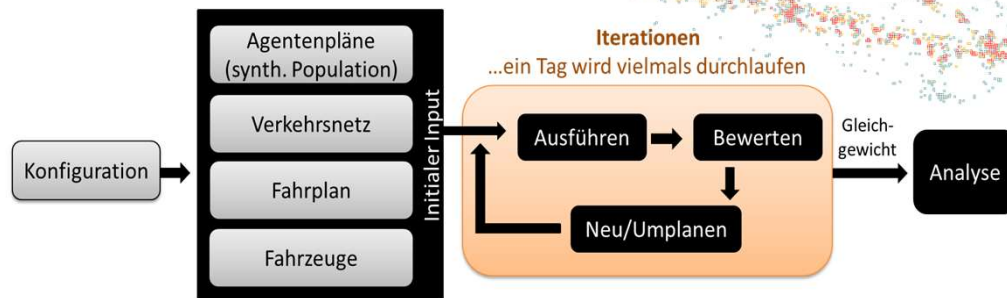 Konfiguration
Agentenpläne
(synth. Population)
Verkehrsnetz
Fahrplan
Fahrzeuge
Initialer Input
Iterationen
...ein Tag wird vielmals durchlaufen
Ausführen
Bewerten
Neu/Umplanen
Gleich-
gewicht
Analyse